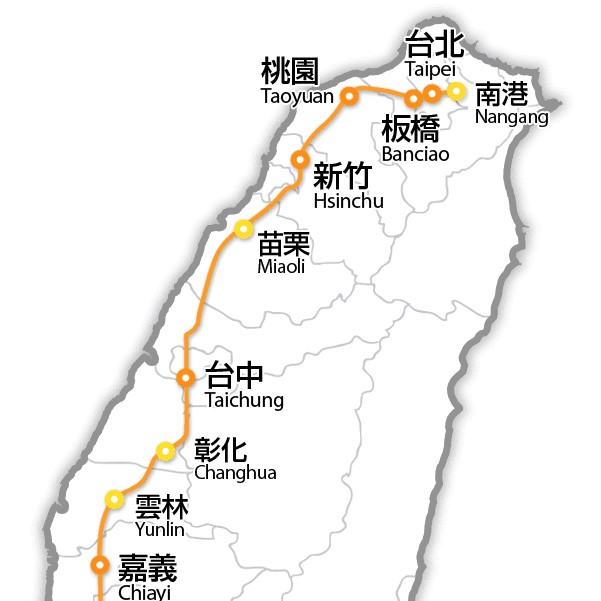 台北
Taipei
桃園
Taoyuan
南港
Nangang
板橋
Banciao
新竹
Hsinchu
苗栗
Miaoli
台中
Taichung
彰化
Changhua
雲林
Yunlin
嘉義
Chiayi